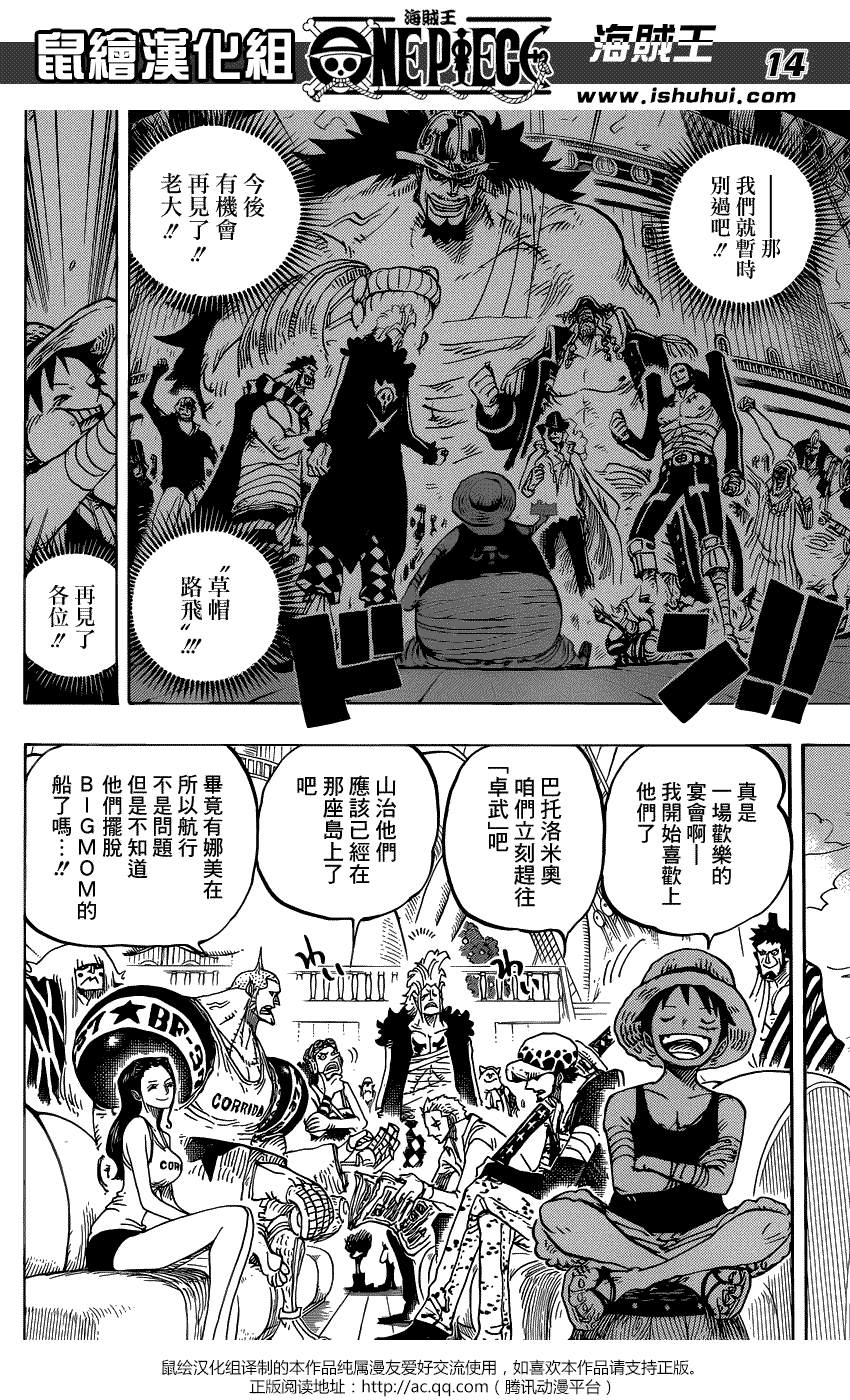 鼠繪漢化組
海賊王
ONE PIECE
海賊王
14
www.ishuhui.com
——那
我們就暫時
別過吧!!
今後
有機會
再見了!!
老大!!
“草帽
路飛”!!!
再見了
各位!!
真是
一場歡樂的
宴會啊——
我開始喜歡上
他們了
巴托洛米奧
咱們立刻趕往
「卓武」吧
山治他們
應該已經在
那座島上了
吧
畢竟有娜美在
所以航行
不是問題
但是不知道
他們擺脫
BIGMOM的
船了嗎…!!
わい
わい
BF-3
CORRIDA
CORRI
鼠绘汉化组译制的本作品纯属漫友爱好交流使用，如喜欢本作品请支持正版。
正版阅读地址：http://ac.qq.com（腾讯动漫平台）